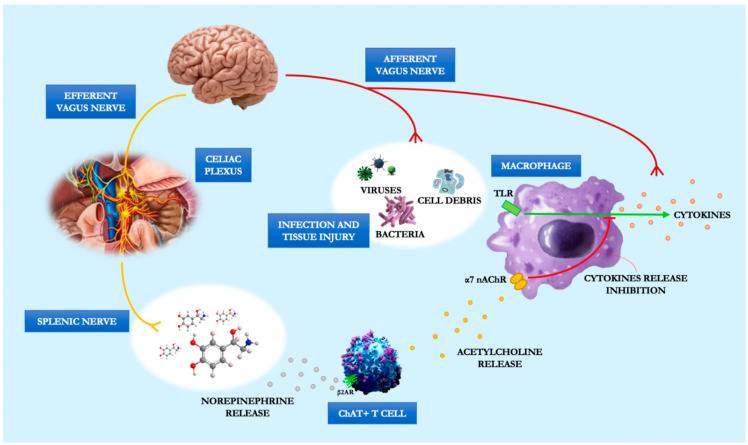 AFFERENT
VAGUS NERVE
EFFERENT
VAGUS NERVE
CELIAC
PLEXUS
MACROPHAGE
VIRUSES
CELL DEBRIS
BACTERIA
TLR
CYTOKINES
INFECTION AND
TISSUE INJURY
α7 nAChR
CYTOKINES RELEASE
INHIBITION
SPLENIC NERVE
ACETYLCHOLINE
RELEASE
β2AR
NOREPINEPHRINE
RELEASE
ChAT+ T CELL